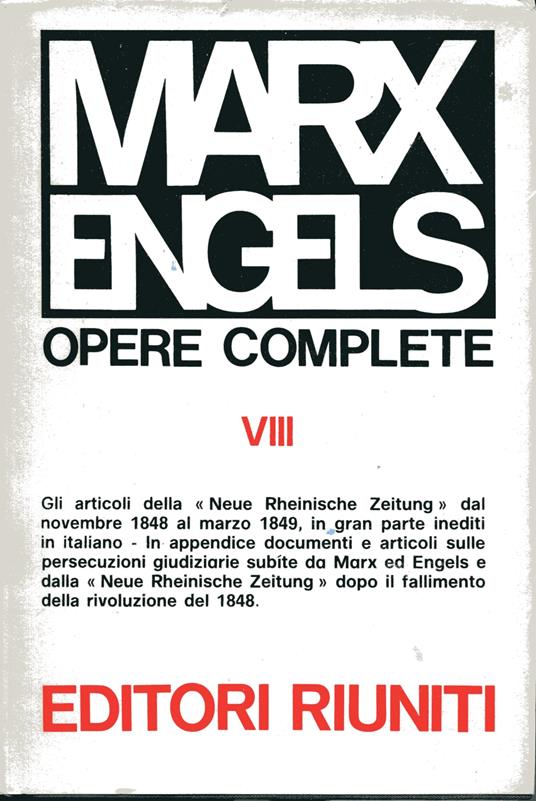 MARX
ENGELS
OPERE COMPLETE
VIII
Gli articoli della « Neue Rheinische Zeitung » dal
novembre 1848 al marzo 1849, in gran parte inediti
in italiano - In appendice documenti e articoli sulle
persecuzioni giudiziarie subíte da Marx ed Engels e
dalla « Neue Rheinische Zeitung » dopo il fallimento
della rivoluzione del 1848.
EDITORI RIUNITI